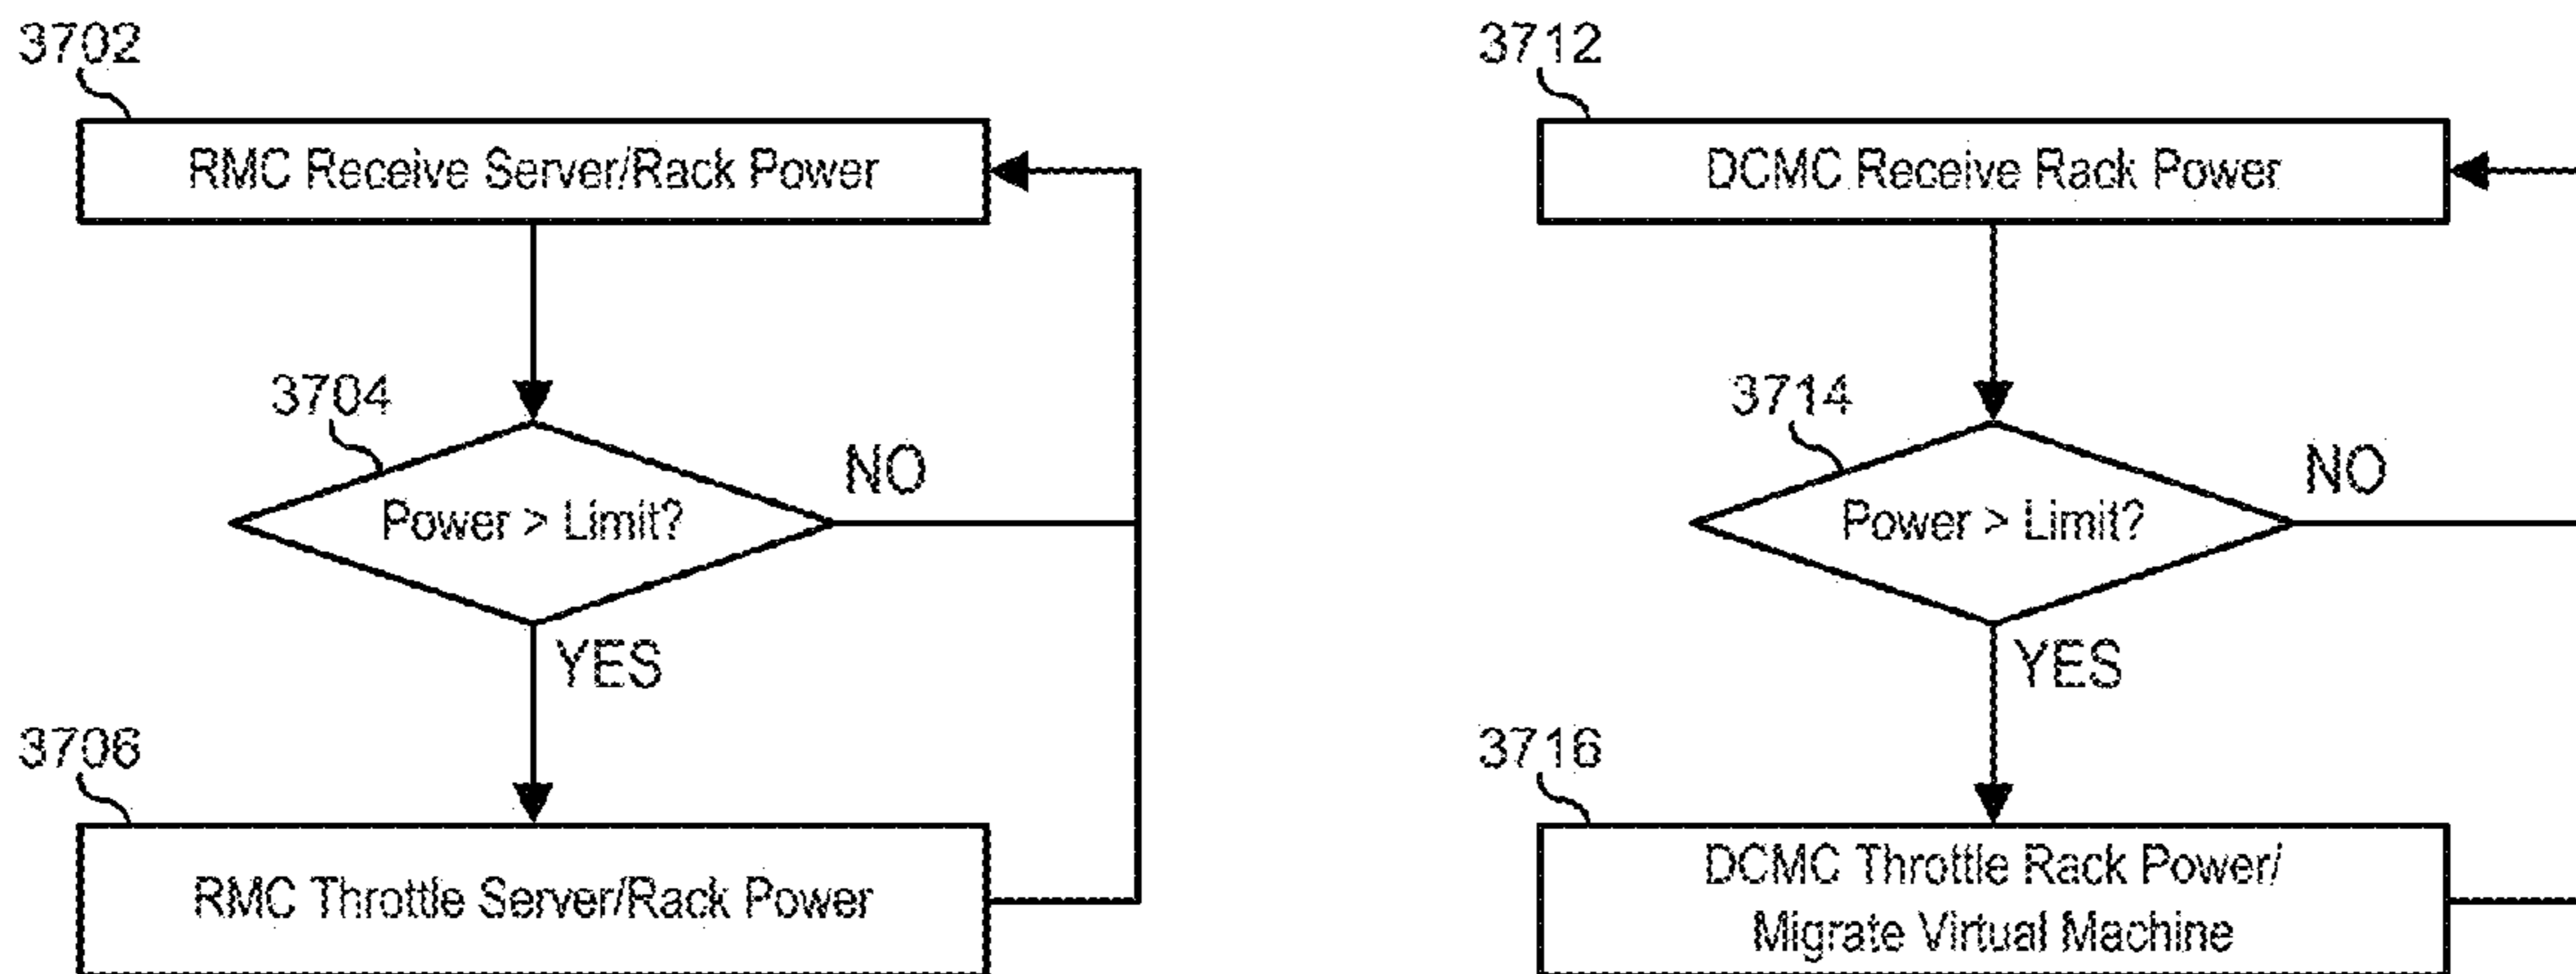 3702
RMC Receive Server/Rack Power
3704
Power > Limit?
NO
YES
3706
RMC Throttle Server/Rack Power
3712
DCMC Receive Rack Power
3714
Power > Limit?
NO
YES
3716
DCMC Throttle Rack Power/
Migrate Virtual Machine